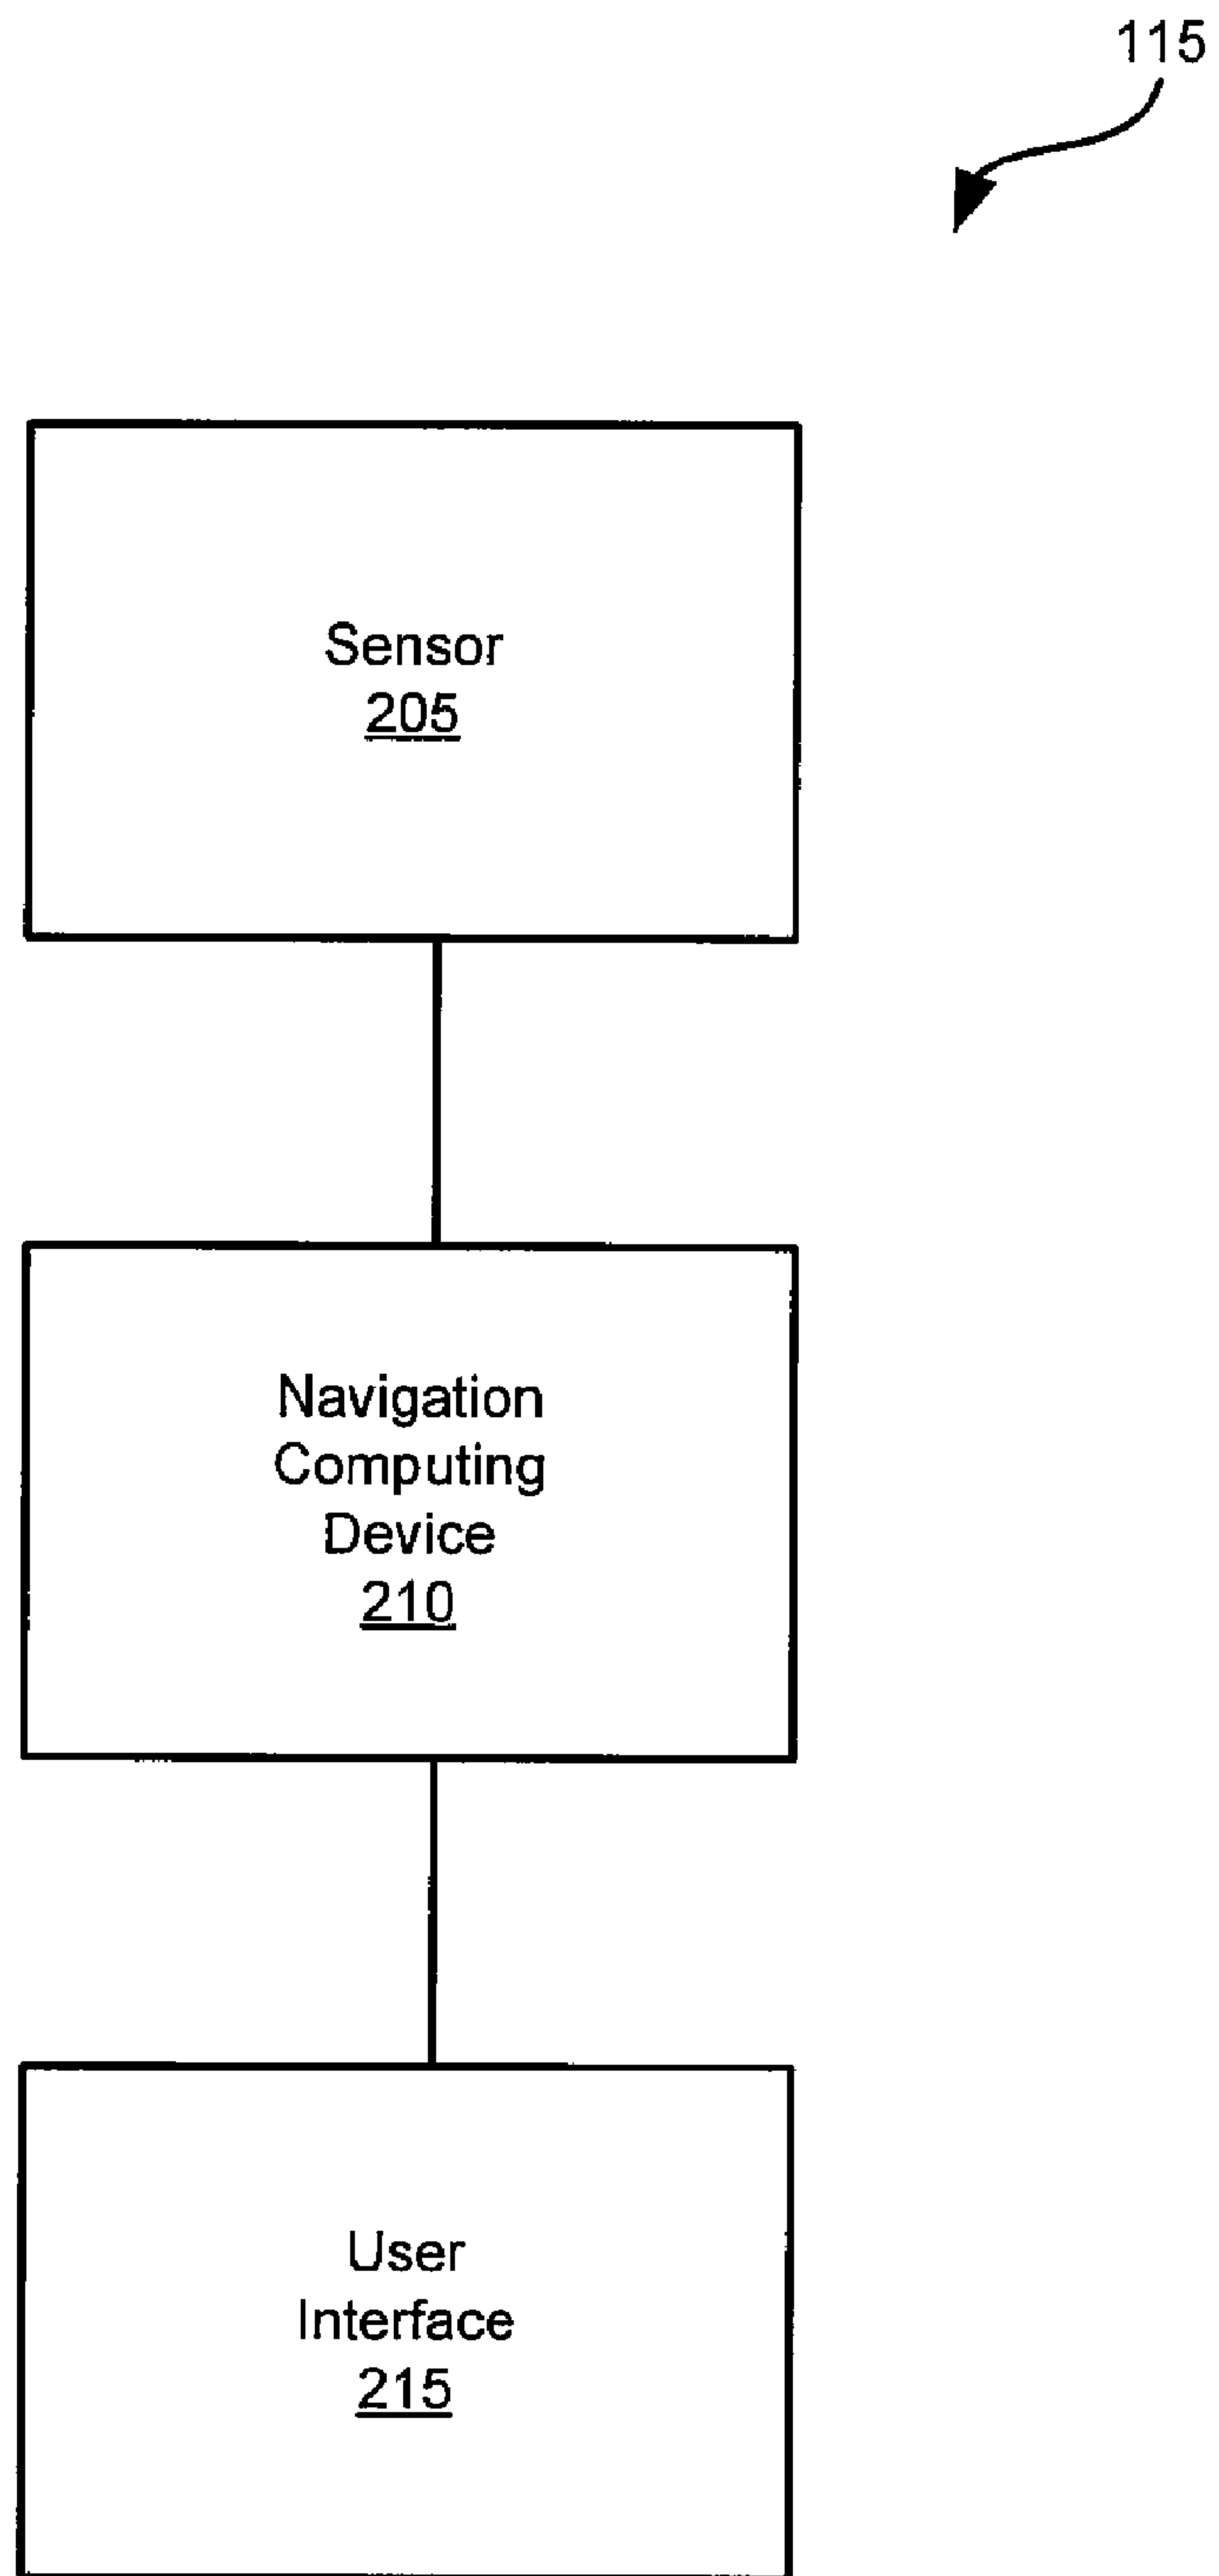 115
Sensor
205
Navigation
Computing
Device
210
User
Interface
215